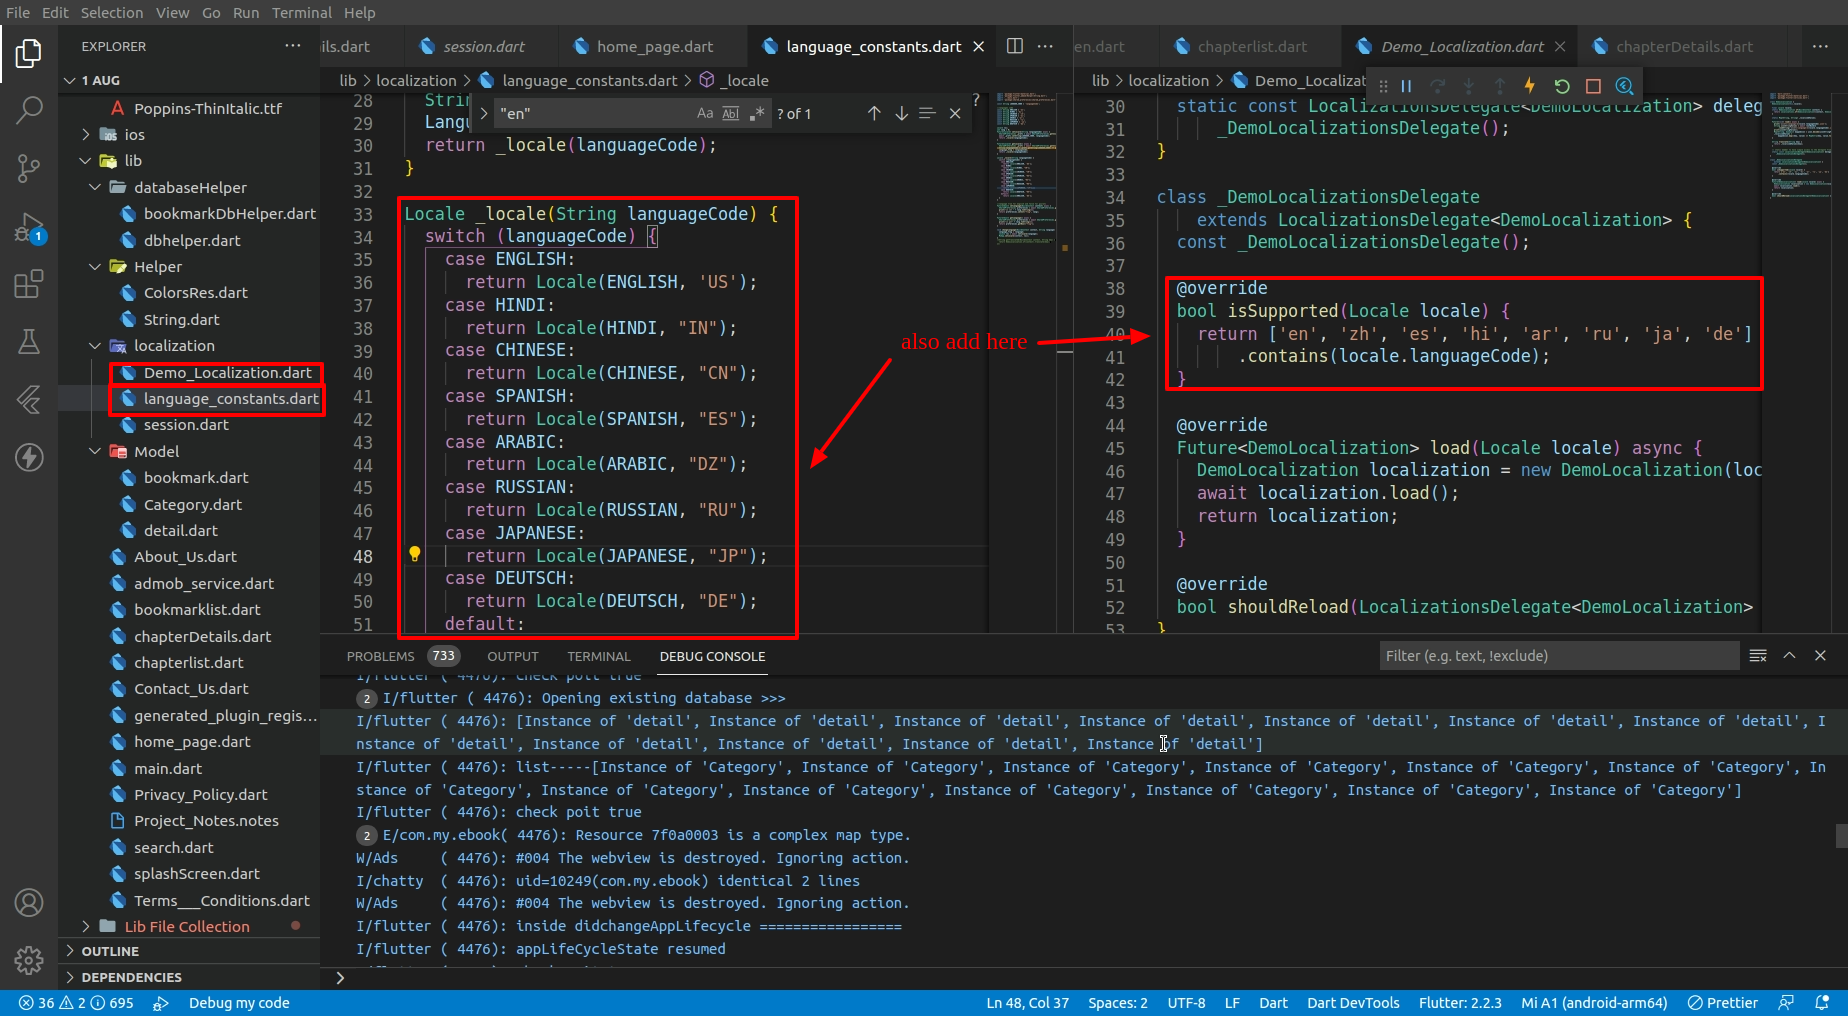 File Edit Selection View Go Run Terminal Help
EXPLORER
1 AUG
Poppins-ThinItalic.ttf
ios
lib
databaseHelper
bookmarkDbHelper.dart
dbhelper.dart
Helper
ColorsRes.dart
String.dart
localization
Demo_Localization.dart
language_constants.dart
session.dart
Model
bookmark.dart
Category.dart
detail.dart
About_Us.dart
admob_service.dart
bookmarklist.dart
chapterDetails.dart
chapterlist.dart
Contact_Us.dart
generated_plugin_regis...
home_page.dart
main.dart
Privacy_Policy.dart
Project_Notes.notes
search.dart
splashScreen.dart
Terms___Conditions.dart
Lib File Collection
OUTLINE
DEPENDENCIES
ils.dart session.dart home_page.dart language_constants.dart
lib > localization > language_constants.dart > _locale
"en" Aa Abl .* ? of 1
28 Strin ?
29 Langu
30 return _locale(languageCode);
31 }
32
33 Locale _locale(String languageCode) {
34 switch (languageCode) {
35 case ENGLISH:
36 return Locale(ENGLISH, 'US');
37 case HINDI:
38 return Locale(HINDI, "IN");
39 case CHINESE:
40 return Locale(CHINESE, "CN");
41 case SPANISH:
42 return Locale(SPANISH, "ES");
43 case ARABIC:
44 return Locale(ARABIC, "DZ");
45 case RUSSIAN:
46 return Locale(RUSSIAN, "RU");
47 case JAPANESE:
48 return Locale(JAPANESE, "JP");
49 case DEUTSCH:
50 return Locale(DEUTSCH, "DE");
51 default:
also add here
en.dart chapterlist.dart Demo_Localization.dart chapterDetails.dart
lib > localization > Demo_Localizat
30 static const LocalizationsDelegate<DemoLocalization> deleg
31 _DemoLocalizationsDelegate();
32 }
33
34 class _DemoLocalizationsDelegate
35 extends LocalizationsDelegate<DemoLocalization> {
36 const _DemoLocalizationsDelegate();
37
38 @override
39 bool isSupported(Locale locale) {
40 return ['en', 'zh', 'es', 'hi', 'ar', 'ru', 'ja', 'de']
41 .contains(locale.languageCode);
42 }
43
44 @override
45 Future<DemoLocalization> load(Locale locale) async {
46 DemoLocalization localization = new DemoLocalization(loc
47 await localization.load();
48 return localization;
49 }
50
51 @override
52 bool shouldReload(LocalizationsDelegate<DemoLocalization>
53 }
PROBLEMS 733 OUTPUT TERMINAL DEBUG CONSOLE Filter (e.g. text, !exclude)
I/flutter ( 4476): check poit true
2 I/flutter ( 4476): Opening existing database >>>
I/flutter ( 4476): [Instance of 'detail', Instance of 'detail', Instance of 'detail', Instance of 'detail', Instance of 'detail', Instance of 'detail', Instance of 'detail', I
nstance of 'detail', Instance of 'detail', Instance of 'detail', Instance of 'detail', Instance of 'detail']
I/flutter ( 4476): list-----[Instance of 'Category', Instance of 'Category', Instance of 'Category', Instance of 'Category', Instance of 'Category', Instance of 'Category', In
stance of 'Category', Instance of 'Category', Instance of 'Category', Instance of 'Category', Instance of 'Category', Instance of 'Category']
I/flutter ( 4476): check poit true
2 E/com.my.ebook( 4476): Resource 7f0a0003 is a complex map type.
W/Ads ( 4476): #004 The webview is destroyed. Ignoring action.
I/chatty ( 4476): uid=10249(com.my.ebook) identical 2 lines
W/Ads ( 4476): #004 The webview is destroyed. Ignoring action.
I/flutter ( 4476): inside didchangeAppLifecycle =================
I/flutter ( 4476): appLifeCycleState resumed
36 2 695 Debug my code Ln 48, Col 37 Spaces: 2 UTF-8 LF Dart Dart DevTools Flutter: 2.2.3 Mi A1 (android-arm64) Prettier